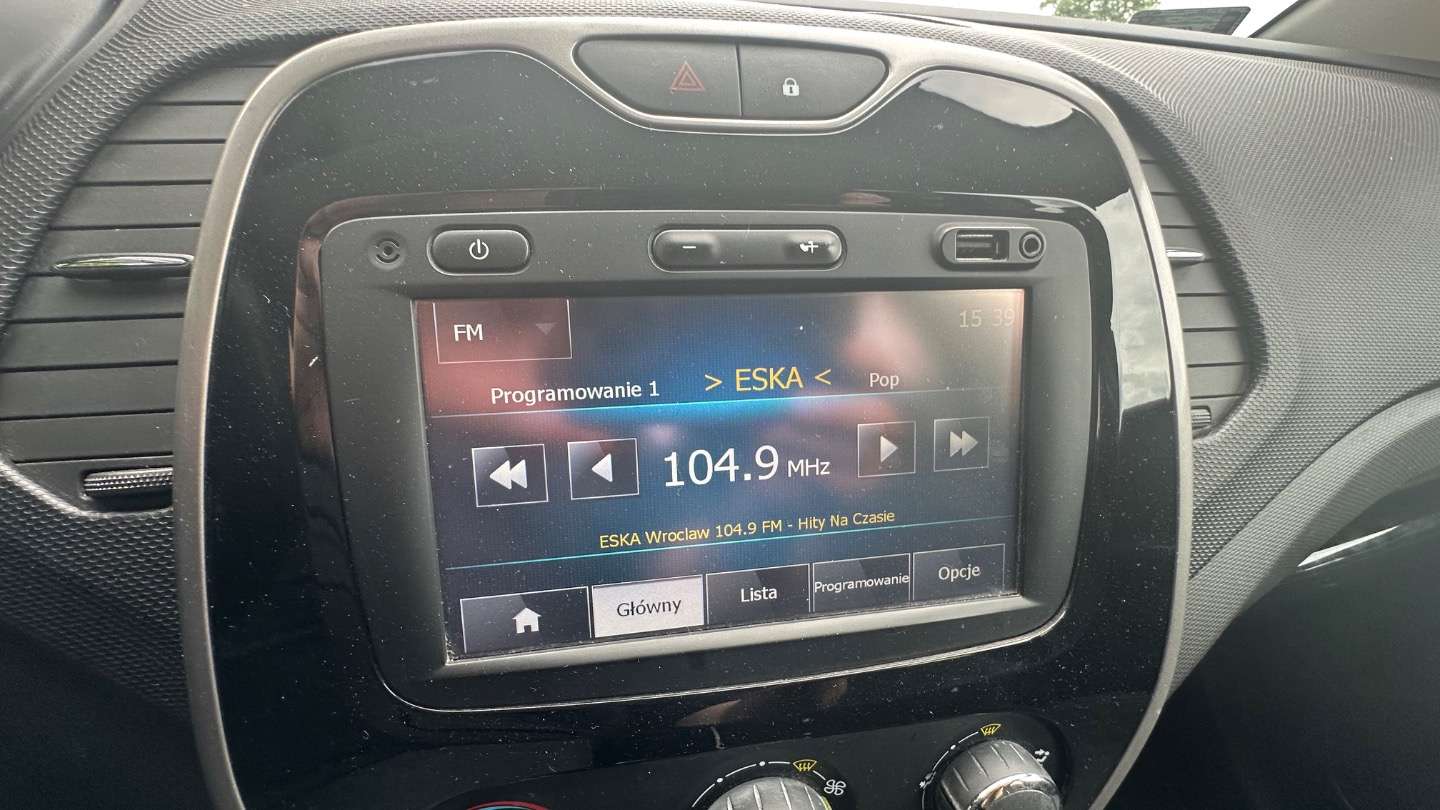 FM
15 39
Programowanie 1
> ESKA <
Pop
104.9 MHz
ESKA Wroclaw 104.9 FM - Hity Na Czasie
Główny
Lista
Programowanie
Opcje